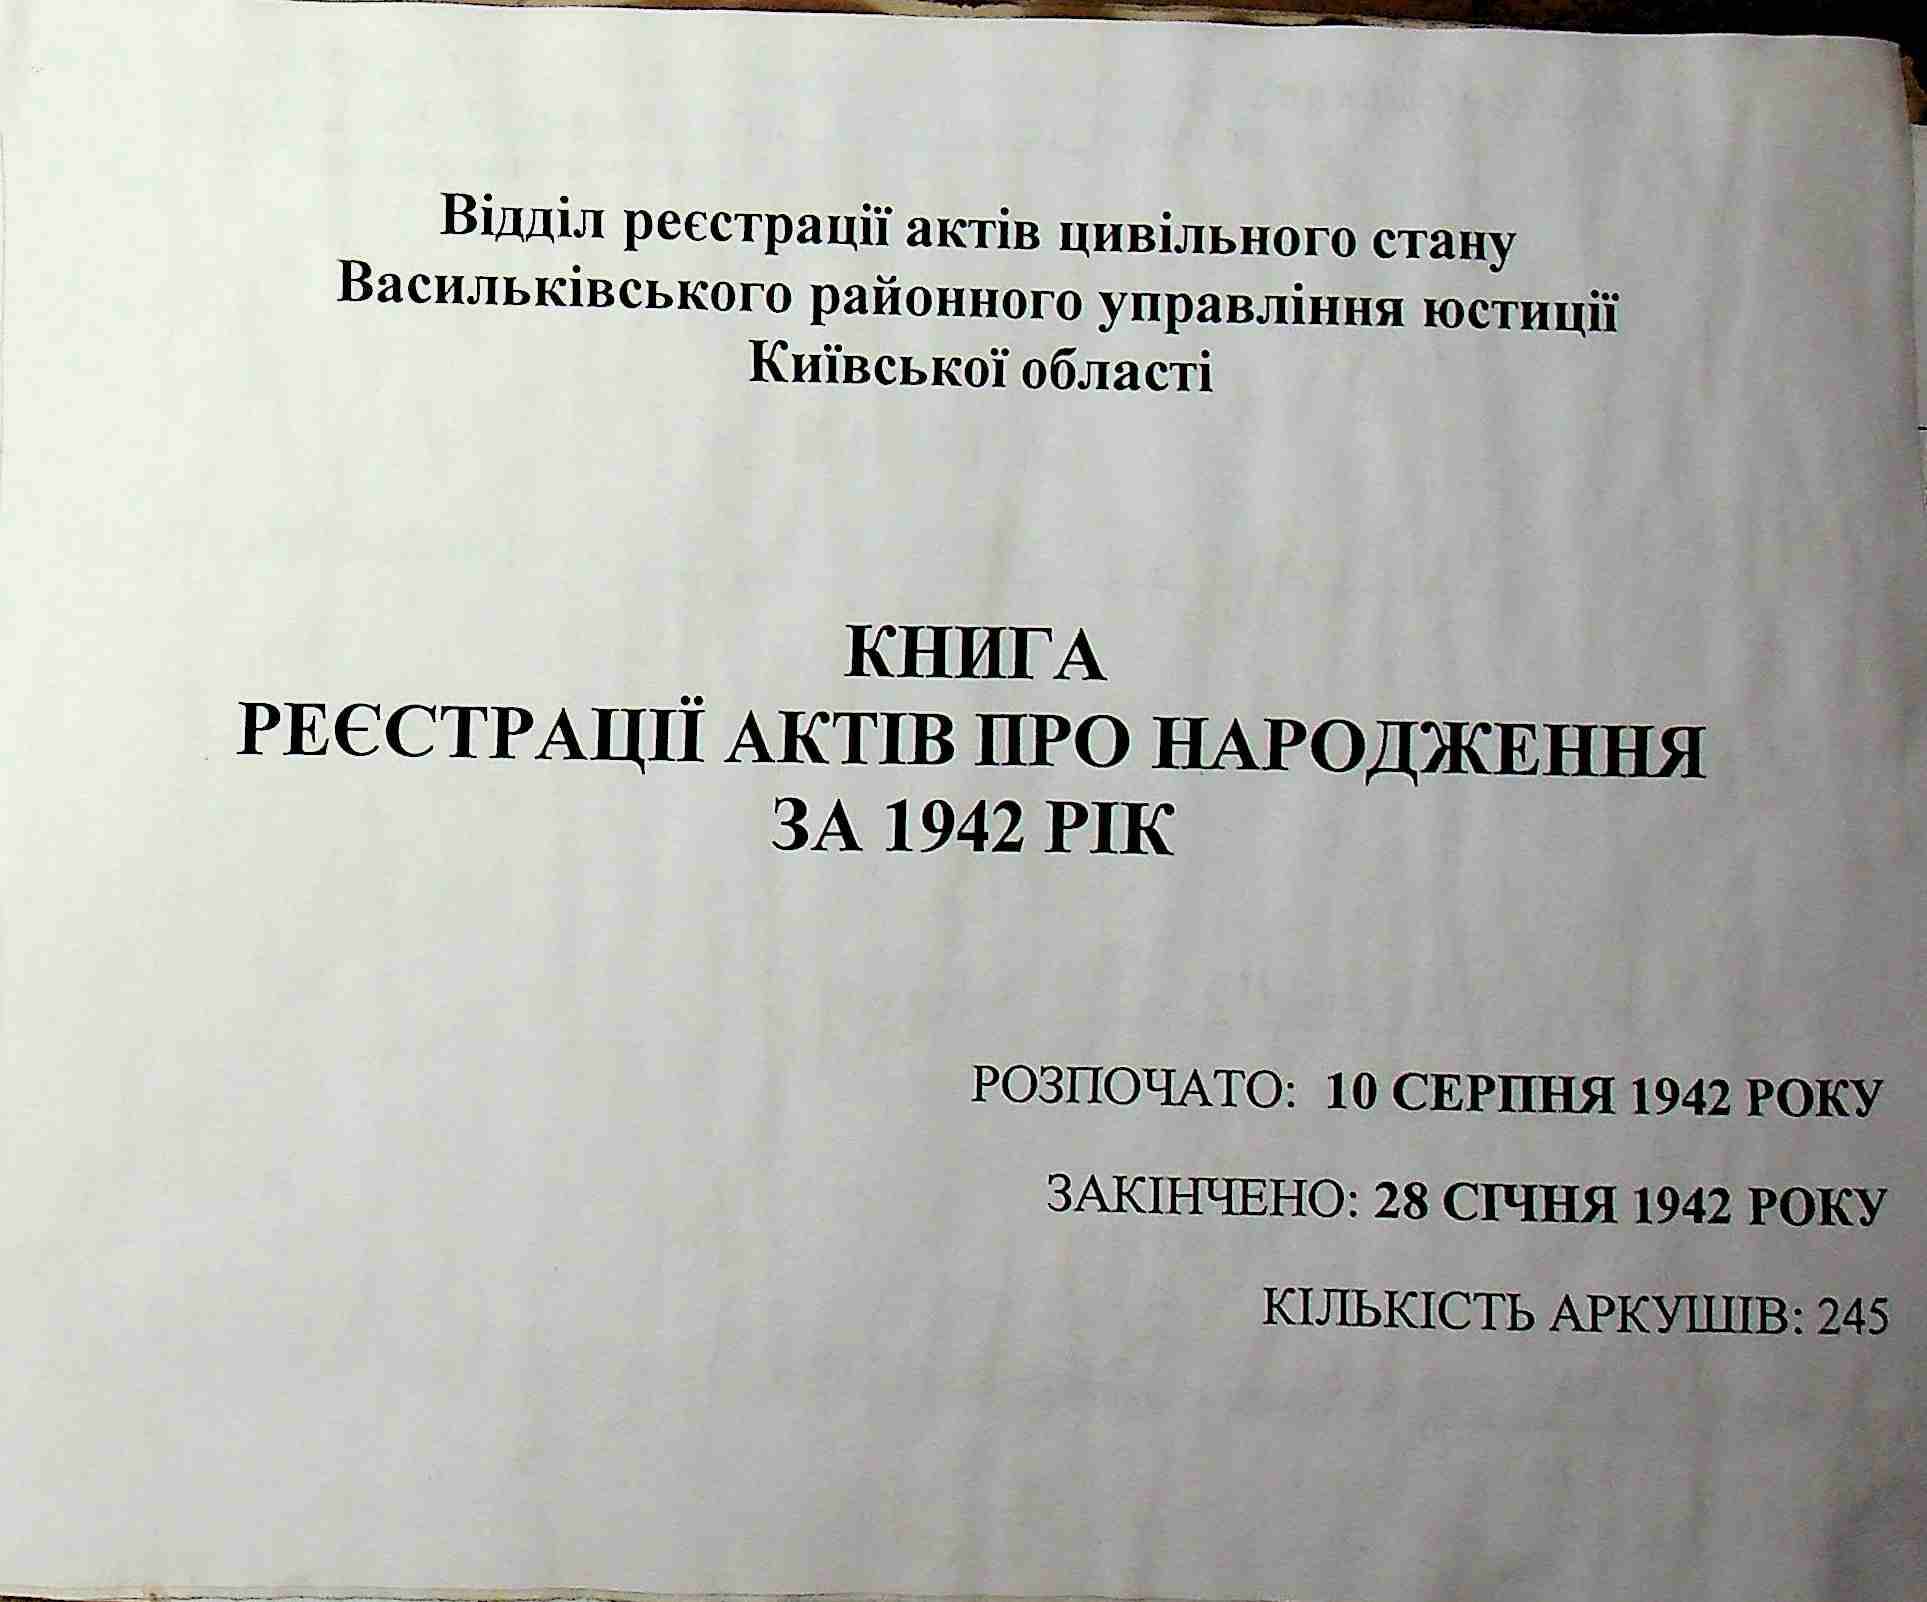 Відділ реєстрації актів цивільного стану
Васильківського районного управління юстиції
Київської області
КНИГА
РЕЄСТРАЦІЇ АКТІВ ПРО НАРОДЖЕННЯ
ЗА 1942 РІК
РОЗПОЧАТО: 10 СЕРПНЯ 1942 РОКУ
ЗАКІНЧЕНО: 28 СІЧНЯ 1942 РОКУ
КІЛЬКІСТЬ АРКУШІВ: 245